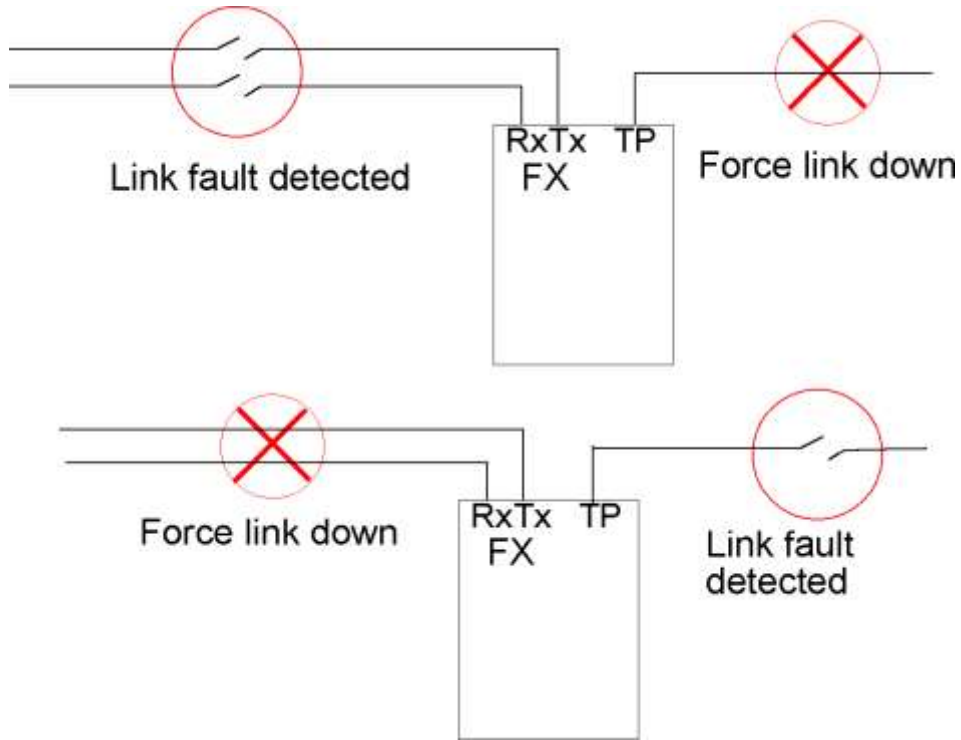 RxTx TP
FX
Link fault detected
Force link down
RxTx TP
FX
Force link down
Link fault
detected